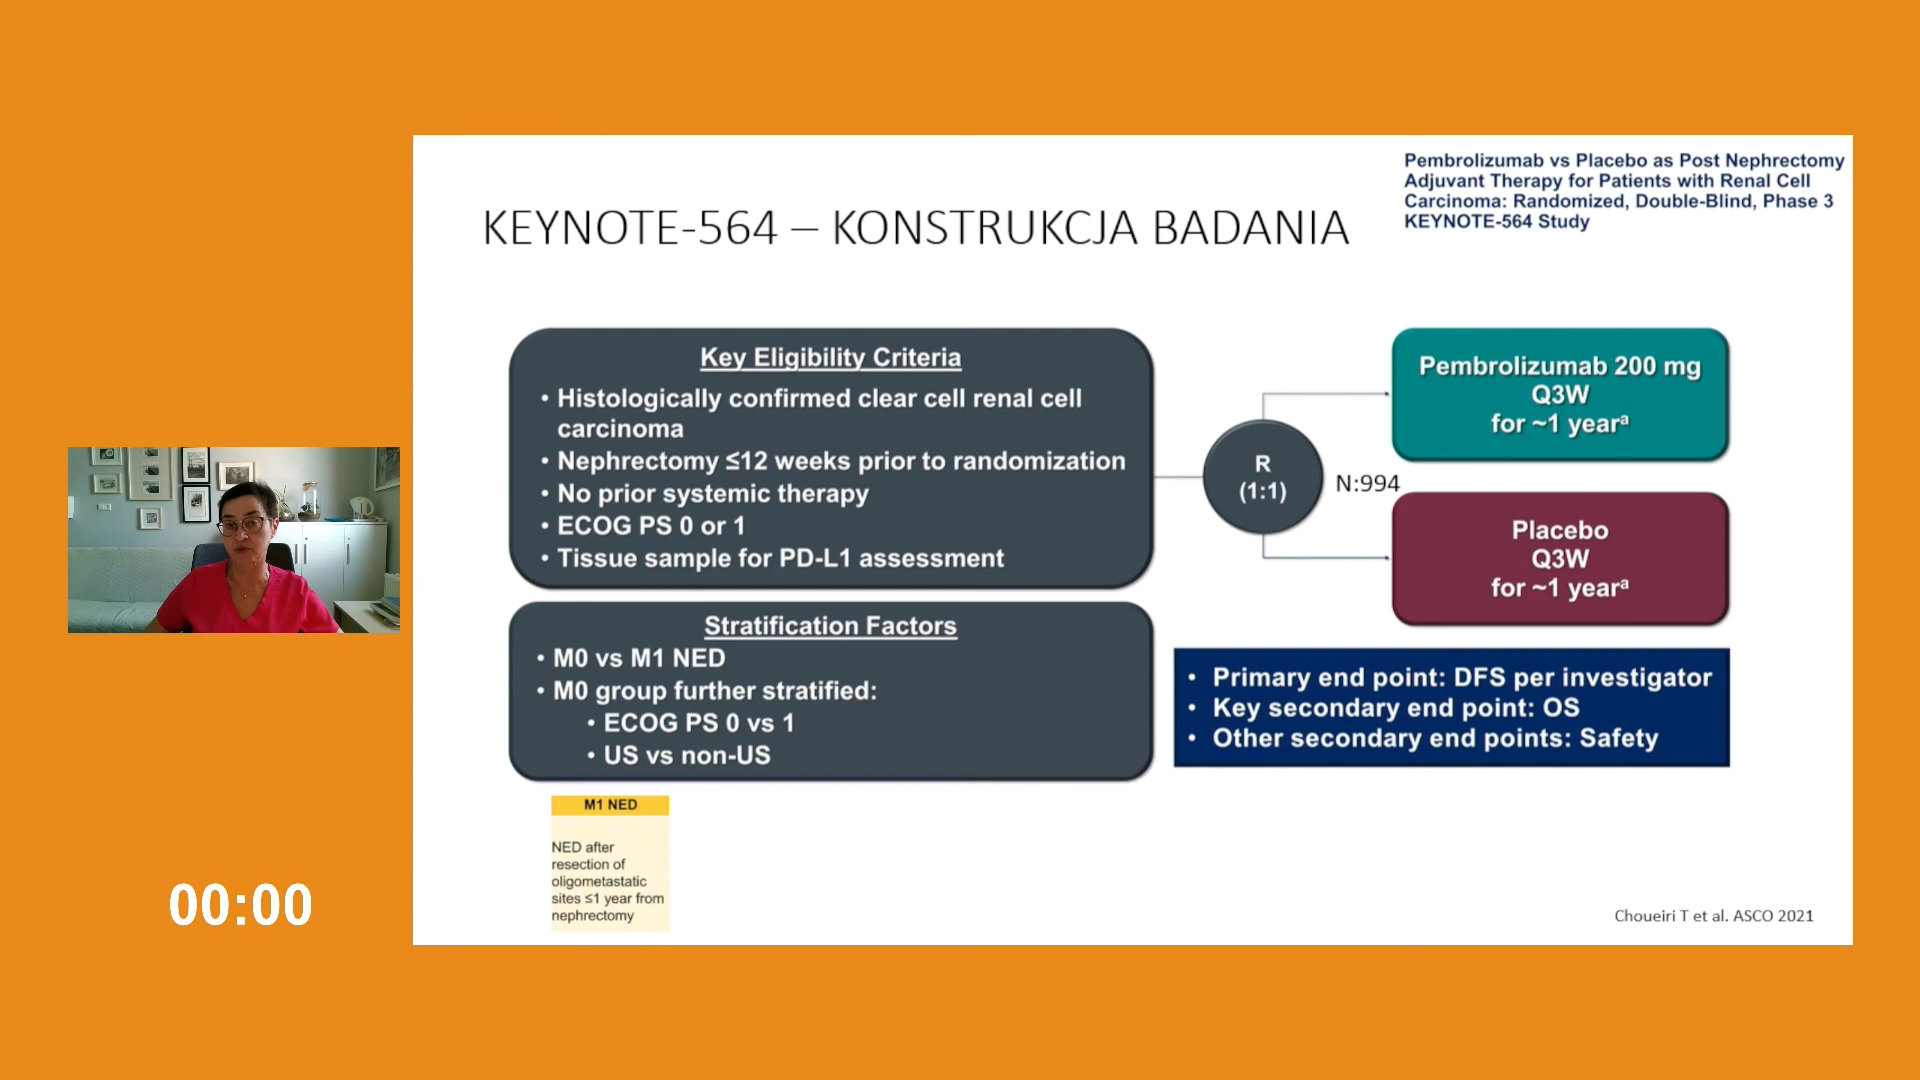 Pembrolizumab vs Placebo as Post Nephrectomy
Adjuvant Therapy for Patients with Renal Cell
Carcinoma: Randomized, Double-Blind, Phase 3
KEYNOTE-564 Study
KEYNOTE-564 – KONSTRUKCJA BADANIA
Key Eligibility Criteria
• Histologically confirmed clear cell renal cell
carcinoma
• Nephrectomy ≤12 weeks prior to randomization
• No prior systemic therapy
• ECOG PS 0 or 1
• Tissue sample for PD-L1 assessment
Stratification Factors
• M0 vs M1 NED
• M0 group further stratified:
• ECOG PS 0 vs 1
• US vs non-US
R
(1:1)
N:994
Pembrolizumab 200 mg
Q3W
for ~1 yearᵃ
Placebo
Q3W
for ~1 yearᵃ
• Primary end point: DFS per investigator
• Key secondary end point: OS
• Other secondary end points: Safety
M1 NED
NED after
resection of
oligometastatic
sites ≤1 year from
nephrectomy
Choueiri T et al. ASCO 2021
00:00